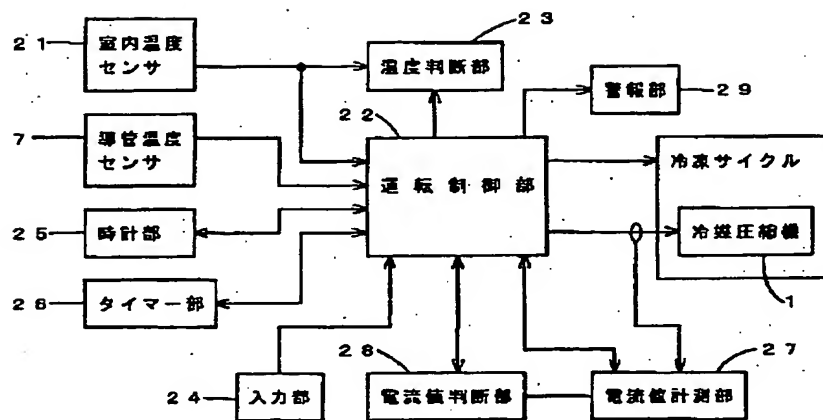 21
室内温度
センサ
23
温度判断部
警報部
29
22
7
導管温度
センサ
運転制御部
冷凍サイクル
25
時計部
冷媒圧縮機
1
26
タイマー部
28
27
24
入力部
電流値判断部
電流値計測部